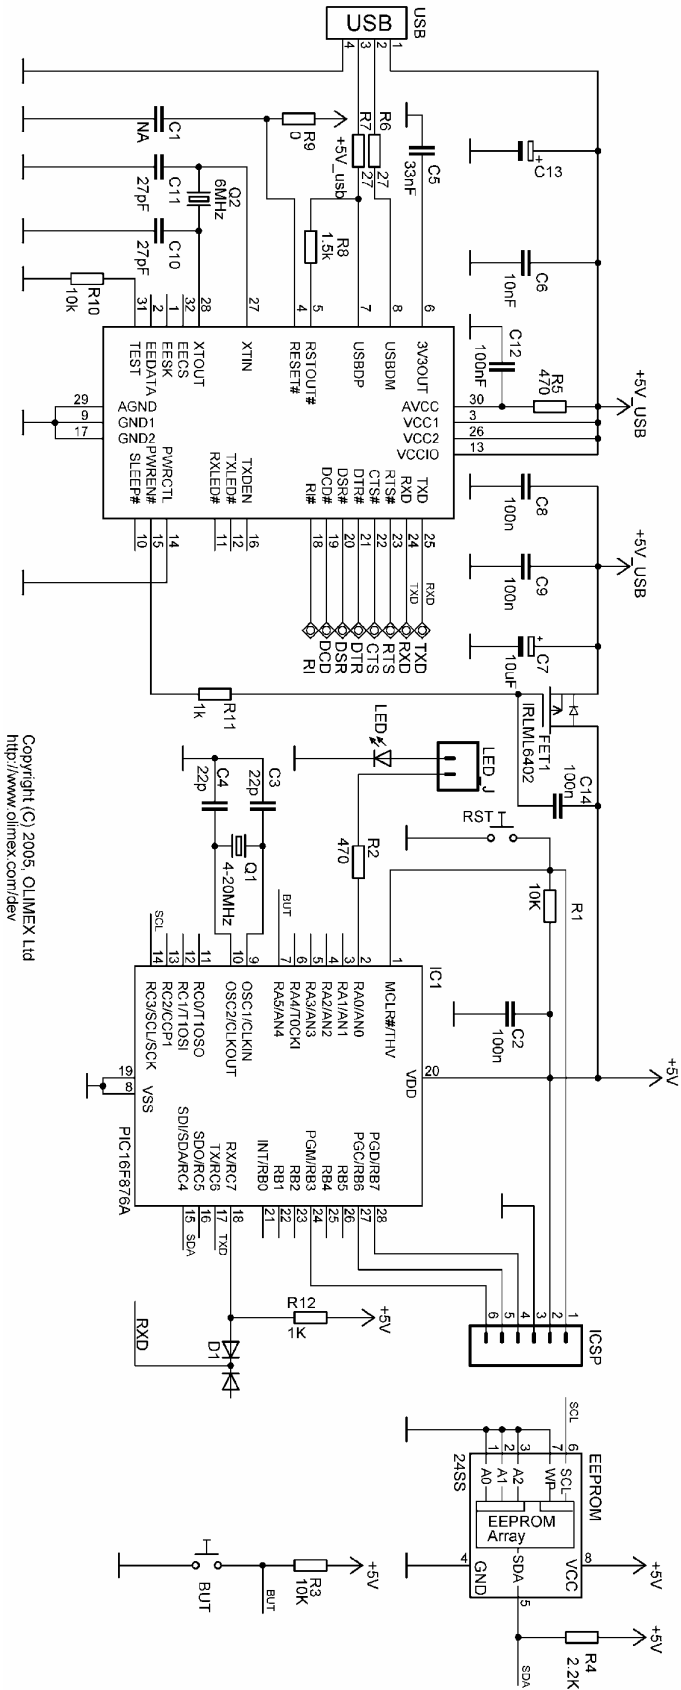 USB
USB
4
3
2
1
C1
NA
R9
0
+5V_usb
R7
27
R6
27
C5
33nF
C13
+
C11
27pF
Q2
6MHz
C10
27pF
R8
1.5k
C6
10nF
R10
10k
C12
100nF
R5
470
+5V_USB
31
2
1
32
28
27
4
5
7
8
6
TEST
EEDATA
EESK
EECS
XTOUT
XTIN
RESET#
RSTOUT#
USBDP
USBDM
3V3OUT
29
9
17
AGND
GND1
GND2
AVCC
VCC1
VCC2
VCCIO
30
3
26
13
SLEEP#
PWREN#
PWRCTL
RXLED#
TXLED#
TXDEN
RI#
DCD#
DSR#
DTR#
CTS#
RTS#
RXD
TXD
10
15
14
11
12
16
18
19
20
21
22
23
24
25
TXD
RXD
RI
DCD
DSR
DTR
CTS
RTS
RXD
TXD
C8
100n
C9
100n
+5V_USB
C7
10uF
+
R11
1k
FET1
IRLML6402
C14
100n
LED
LED_J
C4
22p
C3
22p
Q1
4-20MHz
R2
470
RST
R1
10K
C2
100n
+5V
SCL
BUT
IC1
14
13
12
11
10
9
7
6
5
4
3
2
1
RC3/SCL/SCK
RC2/CCP1
RC1/T1OSI
RC0/T1OSO
OSC2/CLKOUT
OSC1/CLKIN
RA5/AN4
RA4/T0CKI
RA3/AN3
RA2/AN2
RA1/AN1
RA0/AN0
MCLR#/THV
19
8
VSS
VDD
20
SDI/SDA/RC4
SDO/RC5
TX/RC6
RX/RC7
INT/RB0
RB1
RB2
PGM/RB3
RB4
RB5
PGC/RB6
PGD/RB7
PIC16F876A
15
16
17
18
21
22
23
24
25
26
27
28
SDA
TXD
R12
1K
+5V
D1
RXD
6
5
4
3
2
1
ICSP
SCL
EEPROM
24SS
1
2
3
7
6
A0
A1
A2
WP
SCL
EEPROM
Array
4
GND
SDA
VCC
8
5
+5V
R4
2.2K
+5V
SDA
BUT
BUT
R3
10K
+5V
Copyright (C) 2005, OLIMEX Ltd
http://www.olimex.com/dev